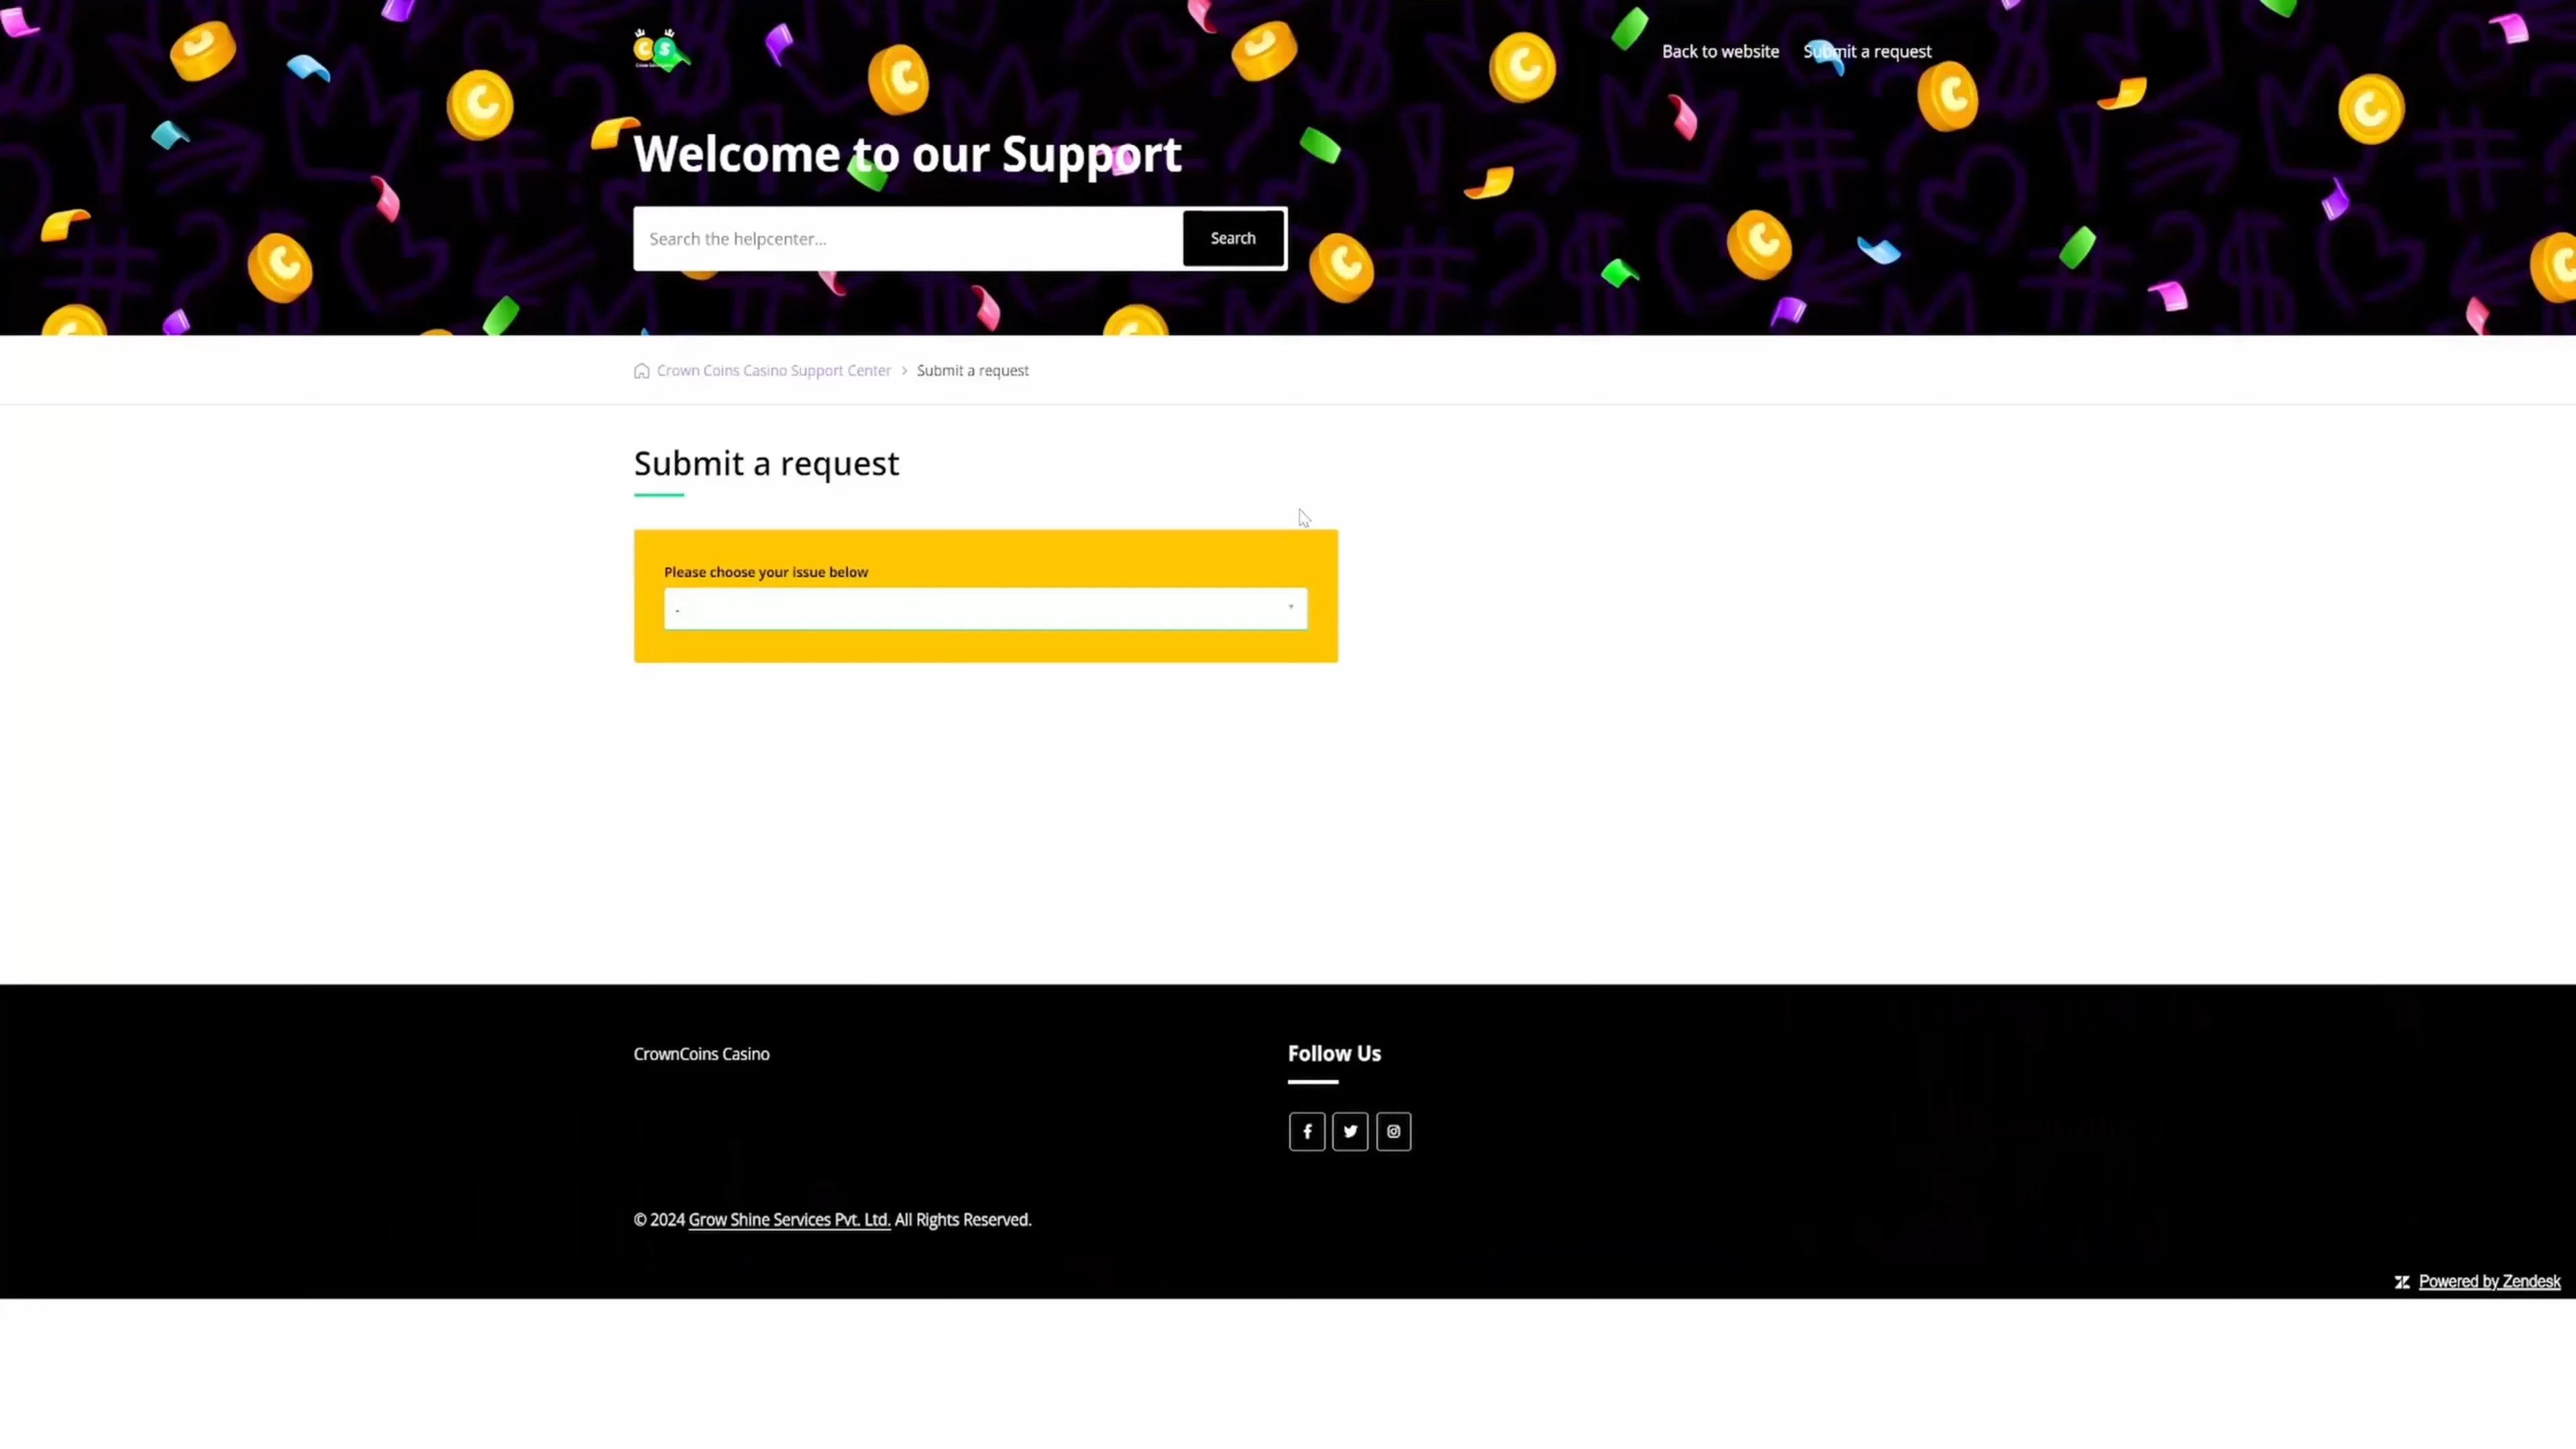 Back to website
Submit a request
Welcome to our Support
Search the helpcenter...
Search
Crown Coins Casino Support Center > Submit a request
Submit a request
Please choose your issue below
-
CrownCoins Casino
Follow Us
© 2024 Grow Shine Services Pvt. Ltd. All Rights Reserved.
Powered by Zendesk